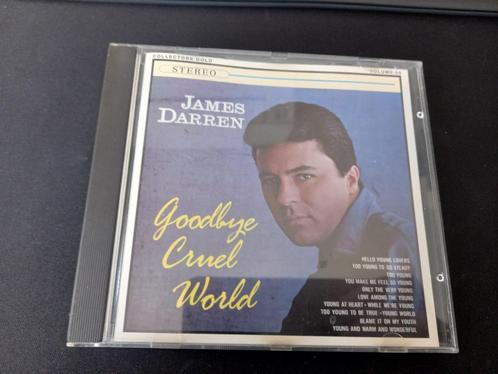 COLLECTORS GOLD
STEREO
VOLUME 54
JAMES
DARREN
Goodbye
Cruel
World
HELLO YOUNG LOVERS
TOO YOUNG TO GO STEADY
TOO YOUNG
YOU MAKE ME FEEL SO YOUNG
ONLY THE VERY YOUNG
LOVE AMONG THE YOUNG
YOUNG AT HEART • WHILE WE'RE YOUNG
TOO YOUNG TO BE TRUE • YOUNG WORLD
BLAME IT ON MY YOUTH
YOUNG AND WARM AND WONDERFUL